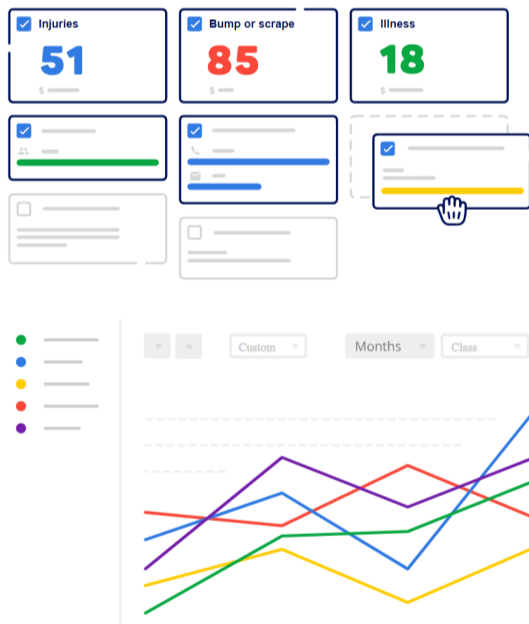 Injuries
51
$
Bump or scrape
85
$
Illness
18
$
Custom
Months
Class